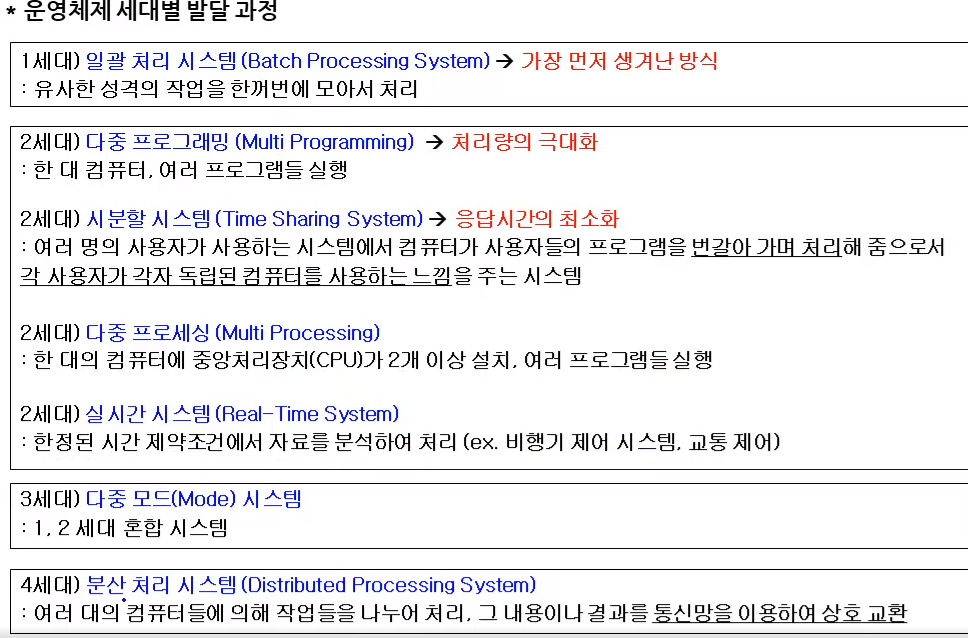 * 운영체제 세대별 발달 과정
1세대) 일괄 처리 시스템 (Batch Processing System) → 가장 먼저 생겨난 방식
: 유사한 성격의 작업을 한꺼번에 모아서 처리
2세대) 다중 프로그래밍 (Multi Programming) → 처리량의 극대화
: 한 대 컴퓨터, 여러 프로그램들 실행
2세대) 시분할 시스템 (Time Sharing System) → 응답시간의 최소화
: 여러 명의 사용자가 사용하는 시스템에서 컴퓨터가 사용자들의 프로그램을 번갈아 가며 처리해 줌으로서
각 사용자가 각자 독립된 컴퓨터를 사용하는 느낌을 주는 시스템
2세대) 다중 프로세싱 (Multi Processing)
: 한 대의 컴퓨터에 중앙처리장치(CPU)가 2개 이상 설치, 여러 프로그램들 실행
2세대) 실시간 시스템 (Real-Time System)
: 한정된 시간 제약조건에서 자료를 분석하여 처리 (ex. 비행기 제어 시스템, 교통 제어)
3세대) 다중 모드(Mode) 시스템
: 1, 2 세대 혼합 시스템
4세대) 분산 처리 시스템 (Distributed Processing System)
: 여러 대의 컴퓨터들에 의해 작업들을 나누어 처리, 그 내용이나 결과를 통신망을 이용하여 상호 교환